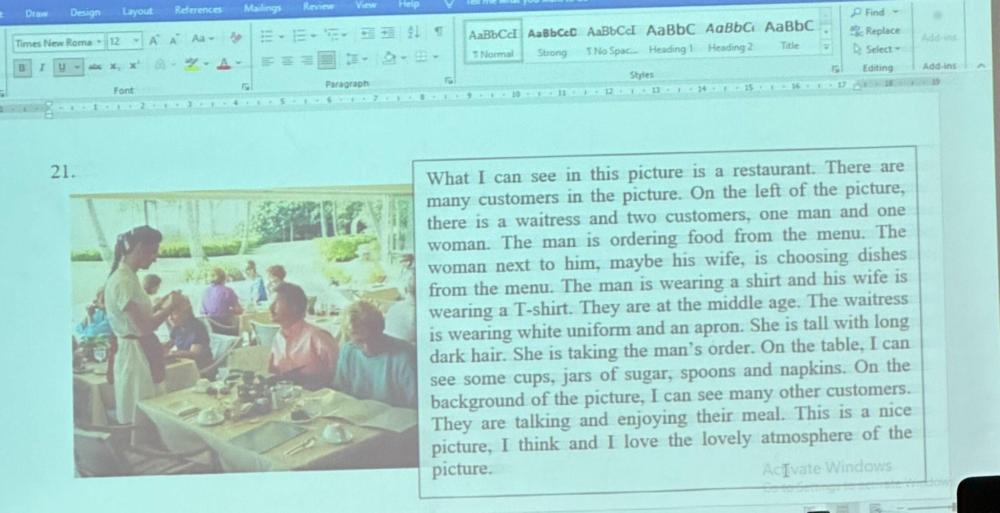 Draw Design Layout References Mailings Review View Help
Times New Roma 12 A A Aa
AaBbCcI AaBbCcD AaBbCcI AaBbC AaBbCı AaBbC
¶ Normal Strong ¶ No Spac... Heading 1 Heading 2 Title
Find
Replace
Select
Add-ins
B I U abc X₂ X² A A
Font Paragraph Styles Editing Add-ins
1 2 3 4 5 6 7 8 9 10 11 12 13 14 15 16 17 18 19
21.
What I can see in this picture is a restaurant. There are
many customers in the picture. On the left of the picture,
there is a waitress and two customers, one man and one
woman. The man is ordering food from the menu. The
woman next to him, maybe his wife, is choosing dishes
from the menu. The man is wearing a shirt and his wife is
wearing a T-shirt. They are at the middle age. The waitress
is wearing white uniform and an apron. She is tall with long
dark hair. She is taking the man's order. On the table, I can
see some cups, jars of sugar, spoons and napkins. On the
background of the picture, I can see many other customers.
They are talking and enjoying their meal. This is a nice
picture, I think and I love the lovely atmosphere of the
picture.
Activate Windows
Go to Settings to activate Windows